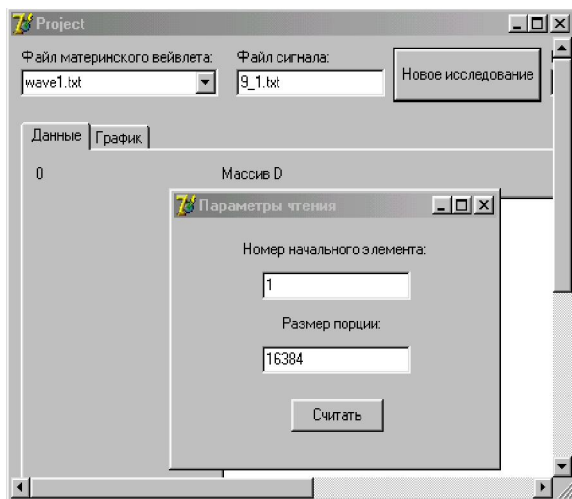 Project
Файл материнского вейвлета:
Файл сигнала:
wave1.txt
9_1.txt
Новое исследование
Данные
График
0
Массив D
Параметры чтения
Номер начального элемента:
1
Размер порции:
16384
Считать